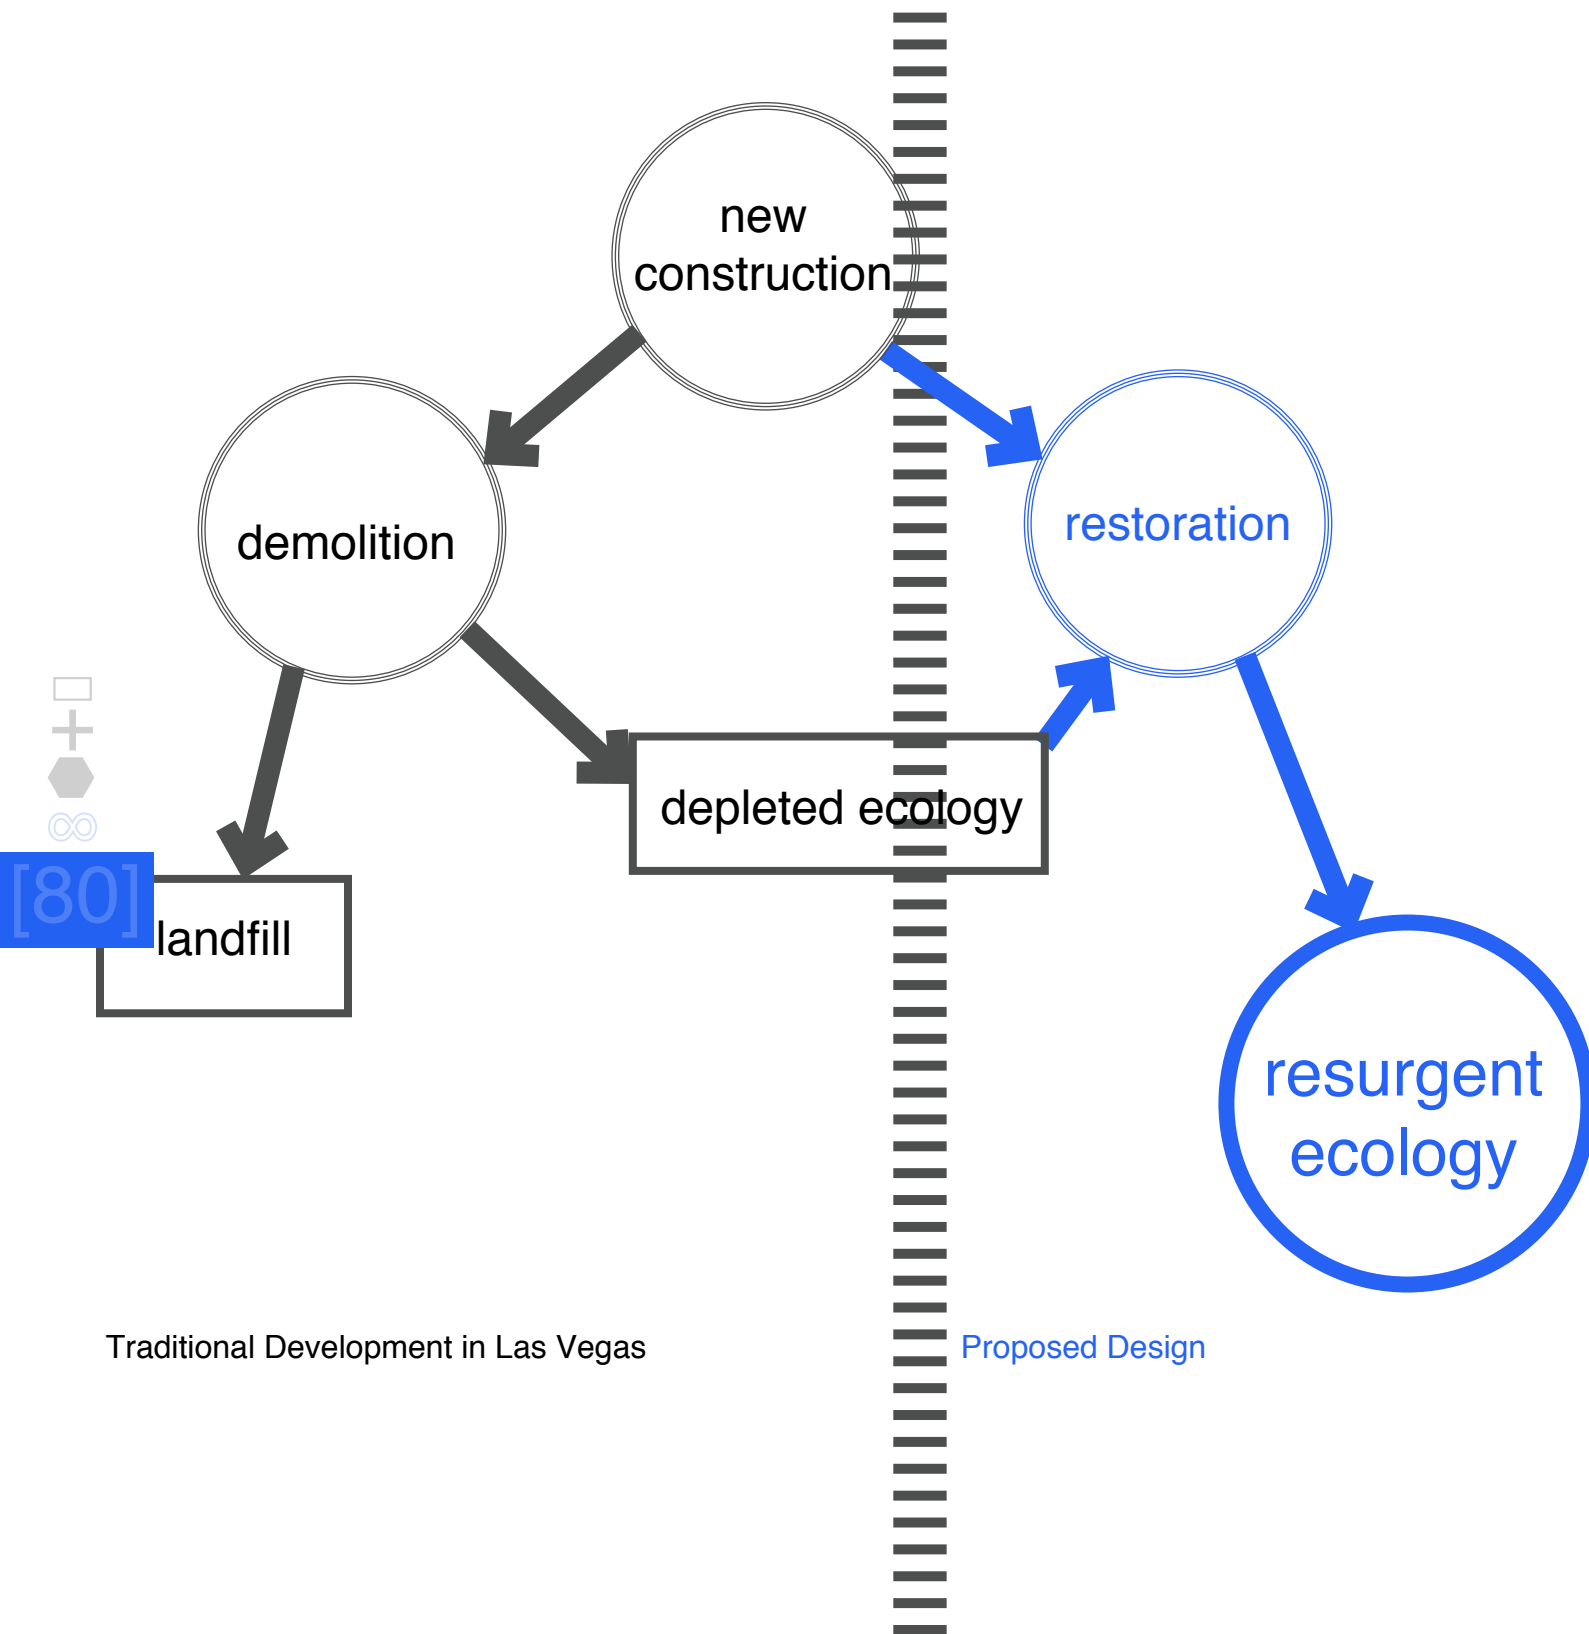 new
construction
restoration
demolition
depleted ecology
[80]
landfill
resurgent
ecology
Traditional Development in Las Vegas
Proposed Design